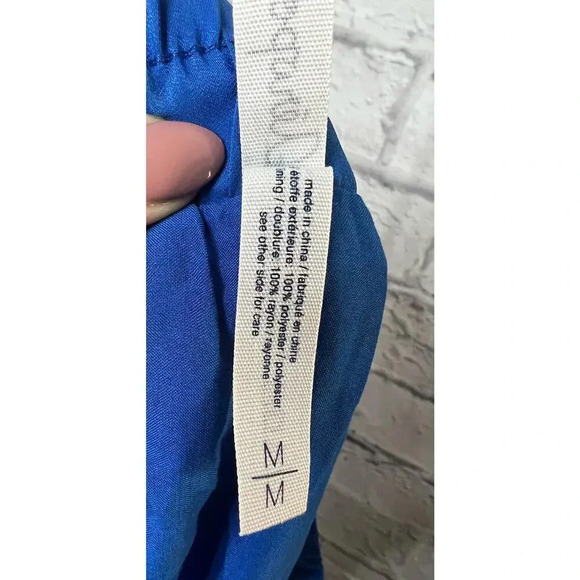 made in china / fabriqué en chine
étoffe extérieure: 100% polyester / polyester
ning / doublure: 100% rayon / rayonne
see other side for care
M
M